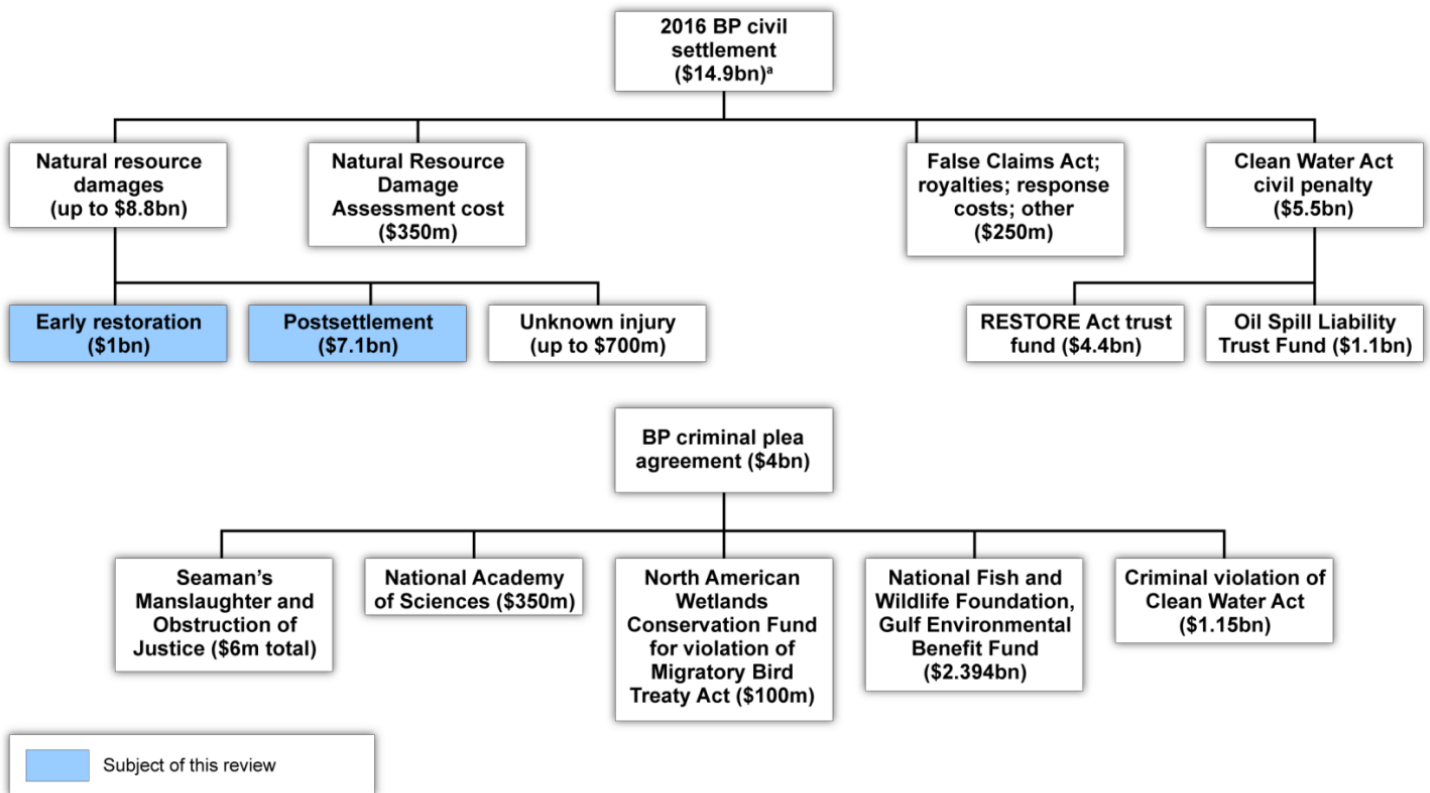 2016 BP civil
settlement
($14.9bn)ᵃ
Natural resource
damages
(up to $8.8bn)
Natural Resource
Damage
Assessment cost
($350m)
False Claims Act;
royalties; response
costs; other
($250m)
Clean Water Act
civil penalty
($5.5bn)
Early restoration
($1bn)
Postsettlement
($7.1bn)
Unknown injury
(up to $700m)
RESTORE Act trust
fund ($4.4bn)
Oil Spill Liability
Trust Fund ($1.1bn)
BP criminal plea
agreement ($4bn)
Seaman’s
Manslaughter and
Obstruction of
Justice ($6m total)
National Academy
of Sciences ($350m)
North American
Wetlands
Conservation Fund
for violation of
Migratory Bird
Treaty Act ($100m)
National Fish and
Wildlife Foundation,
Gulf Environmental
Benefit Fund
($2.394bn)
Criminal violation of
Clean Water Act
($1.15bn)
Subject of this review